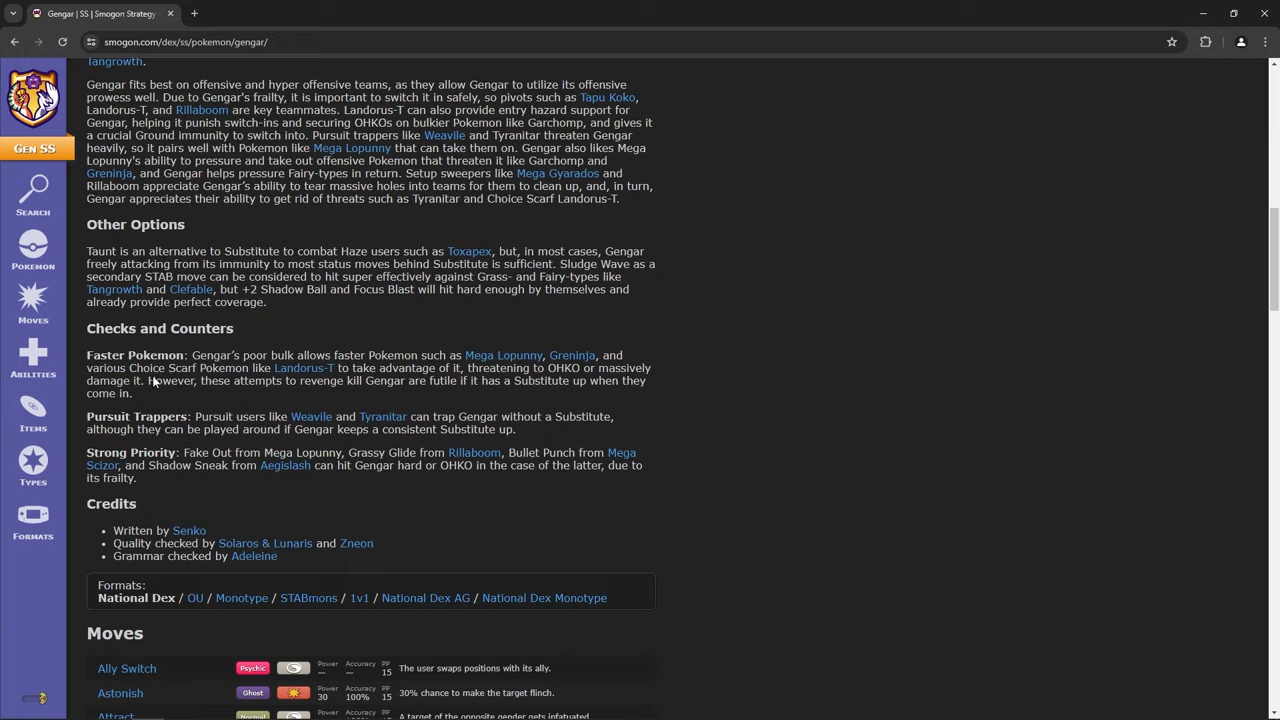 Gengar | SS | Smogon Strategy
smogon.com/dex/ss/pokemon/gengar/
GEN SS
SEARCH
POKEMON
MOVES
ABILITIES
ITEMS
TYPES
FORMATS
Tangrowth.
Gengar fits best on offensive and hyper offensive teams, as they allow Gengar to utilize its offensive
prowess well. Due to Gengar's frailty, it is important to switch it in safely, so pivots such as Tapu Koko,
Landorus-T, and Rillaboom are key teammates. Landorus-T can also provide entry hazard support for
Gengar, helping it punish switch-ins and securing OHKOs on bulkier Pokemon like Garchomp, and gives it
a crucial Ground immunity to switch into. Pursuit trappers like Weavile and Tyranitar threaten Gengar
heavily, so it pairs well with Pokemon like Mega Lopunny that can take them on. Gengar also likes Mega
Lopunny's ability to pressure and take out offensive Pokemon that threaten it like Garchomp and
Greninja, and Gengar helps pressure Fairy-types in return. Setup sweepers like Mega Gyarados and
Rillaboom appreciate Gengar’s ability to tear massive holes into teams for them to clean up, and, in turn,
Gengar appreciates their ability to get rid of threats such as Tyranitar and Choice Scarf Landorus-T.
Other Options
Taunt is an alternative to Substitute to combat Haze users such as Toxapex, but, in most cases, Gengar
freely attacking from its immunity to most status moves behind Substitute is sufficient. Sludge Wave as a
secondary STAB move can be considered to hit super effectively against Grass- and Fairy-types like
Tangrowth and Clefable, but +2 Shadow Ball and Focus Blast will hit hard enough by themselves and
already provide perfect coverage.
Checks and Counters
Faster Pokemon: Gengar’s poor bulk allows faster Pokemon such as Mega Lopunny, Greninja, and
various Choice Scarf Pokemon like Landorus-T to take advantage of it, threatening to OHKO or massively
damage it. However, these attempts to revenge kill Gengar are futile if it has a Substitute up when they
come in.
Pursuit Trappers: Pursuit users like Weavile and Tyranitar can trap Gengar without a Substitute,
although they can be played around if Gengar keeps a consistent Substitute up.
Strong Priority: Fake Out from Mega Lopunny, Grassy Glide from Rillaboom, Bullet Punch from Mega
Scizor, and Shadow Sneak from Aegislash can hit Gengar hard or OHKO in the case of the latter, due to
its frailty.
Credits
• Written by Senko
• Quality checked by Solaros & Lunaris and Zneon
• Grammar checked by Adeleine
Formats:
National Dex / OU / Monotype / STABmons / 1v1 / National Dex AG / National Dex Monotype
Moves
Ally Switch Psychic Power — Accuracy — PP 15 The user swaps positions with its ally.
Astonish Ghost Power 30 Accuracy 100% PP 15 30% chance to make the target flinch.
Attract Normal Power Accuracy PP A target of the opposite gender gets infatuated.